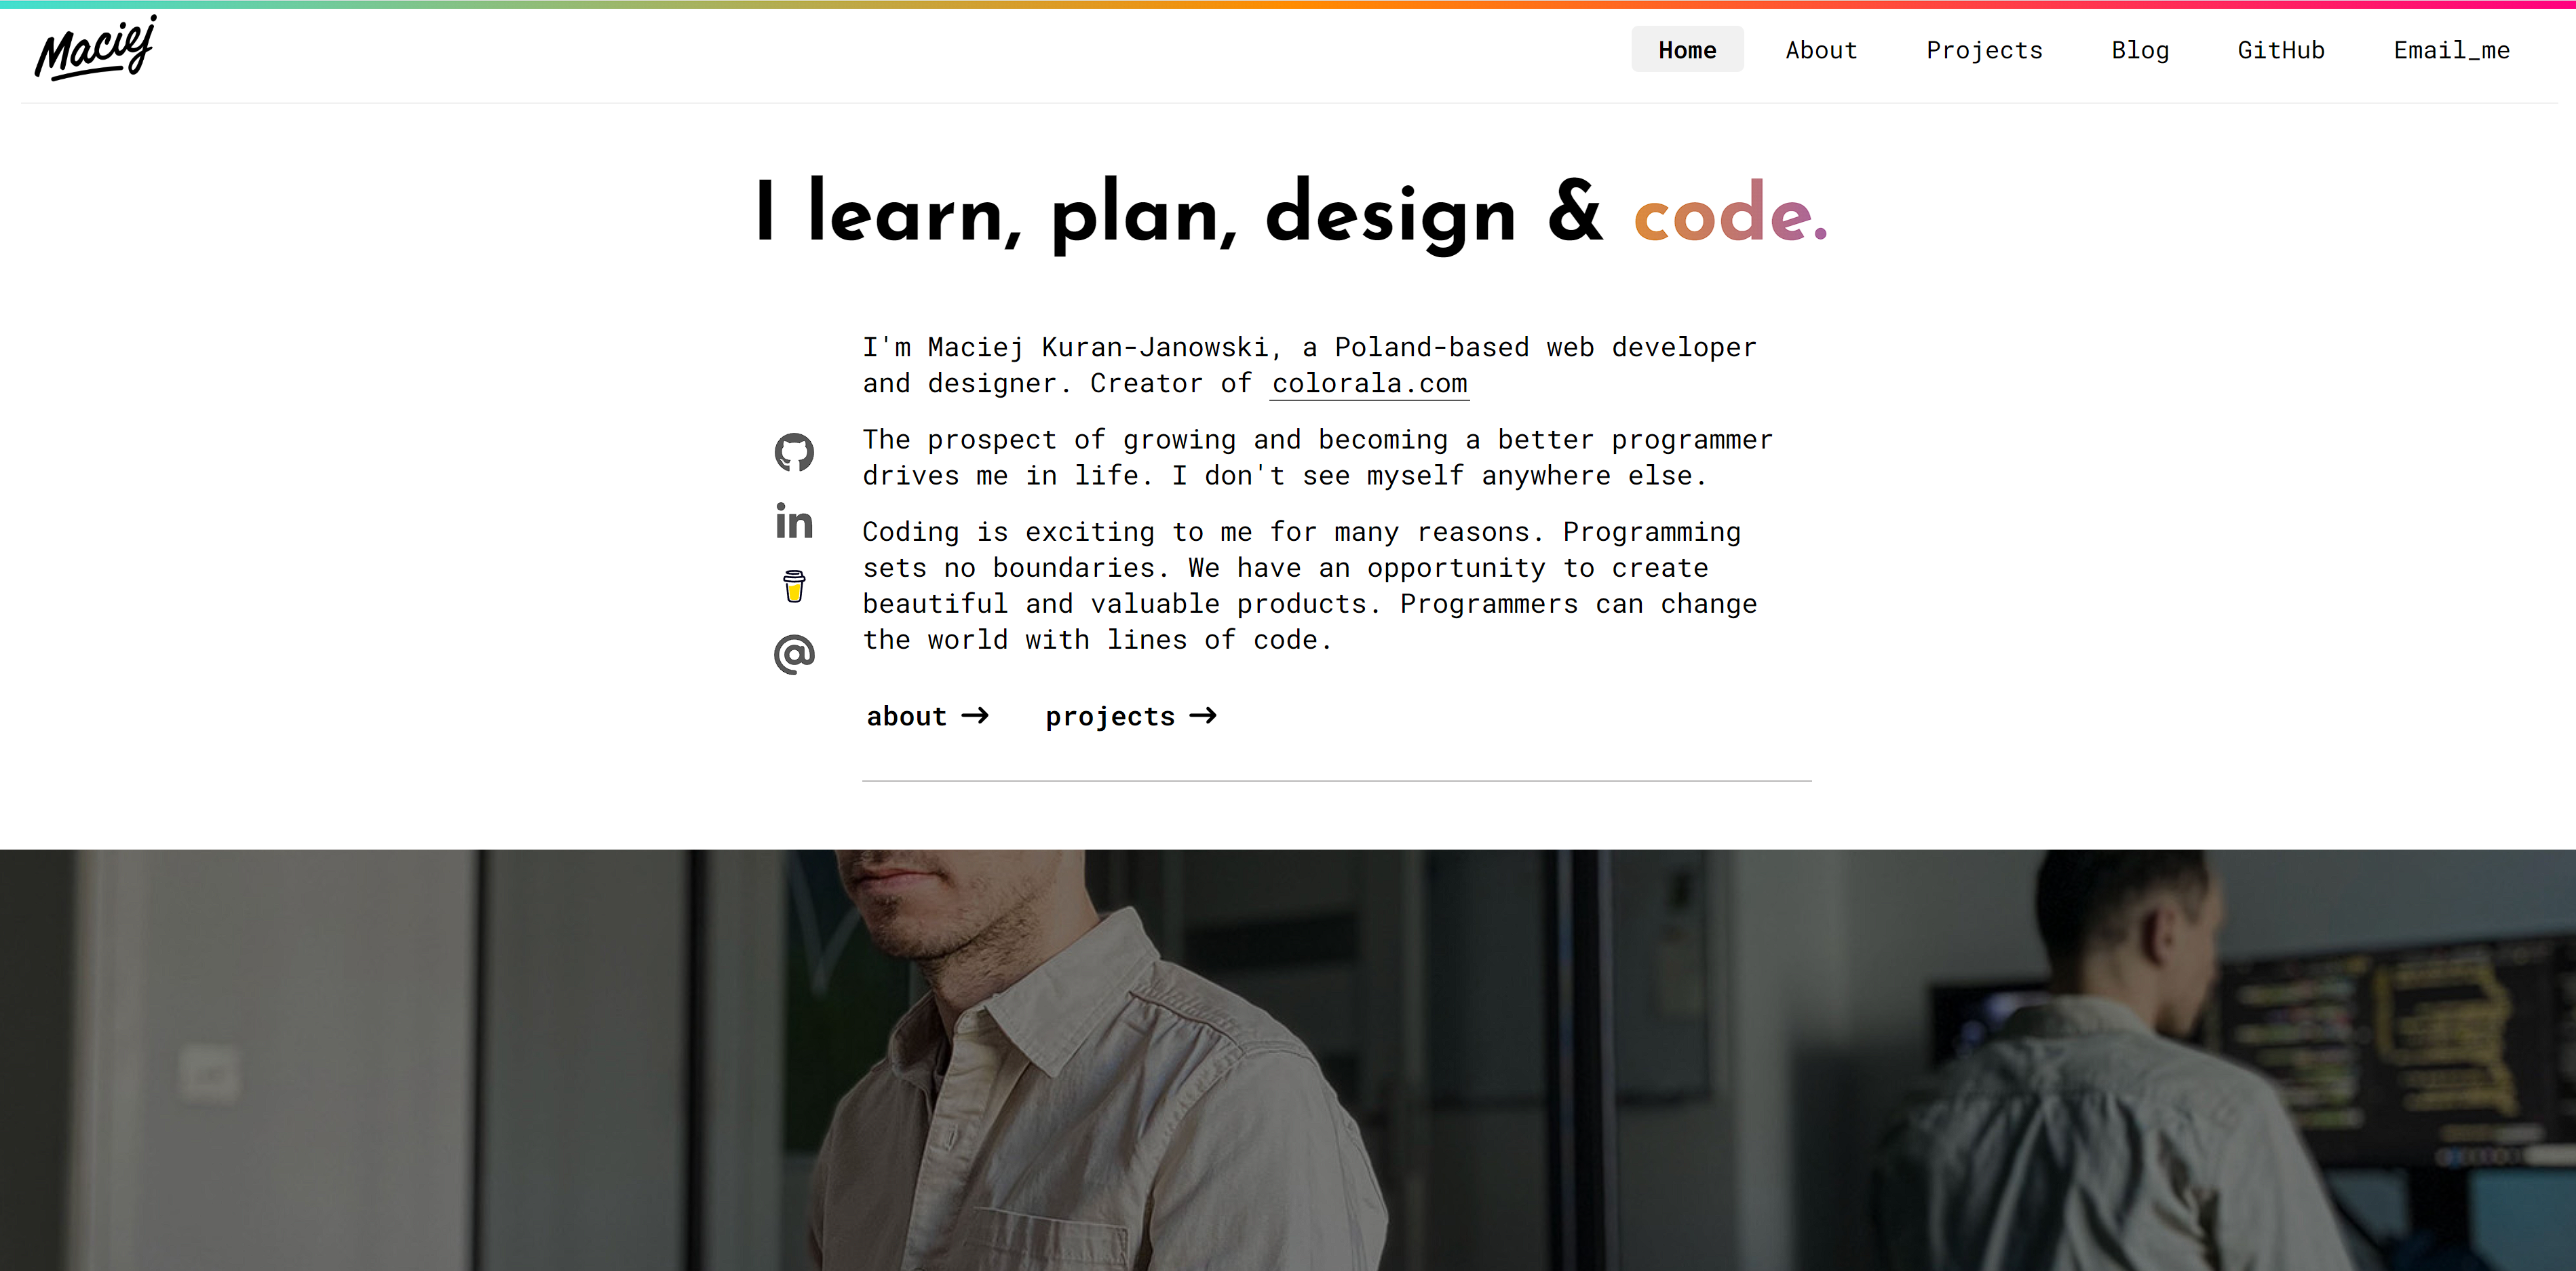 Maciej
Home
About
Projects
Blog
GitHub
Email_me
I learn, plan, design & code.
I'm Maciej Kuran-Janowski, a Poland-based web developer
and designer. Creator of colorala.com
The prospect of growing and becoming a better programmer
drives me in life. I don't see myself anywhere else.
in
Coding is exciting to me for many reasons. Programming
sets no boundaries. We have an opportunity to create
beautiful and valuable products. Programmers can change
the world with lines of code.
@
about →
projects →